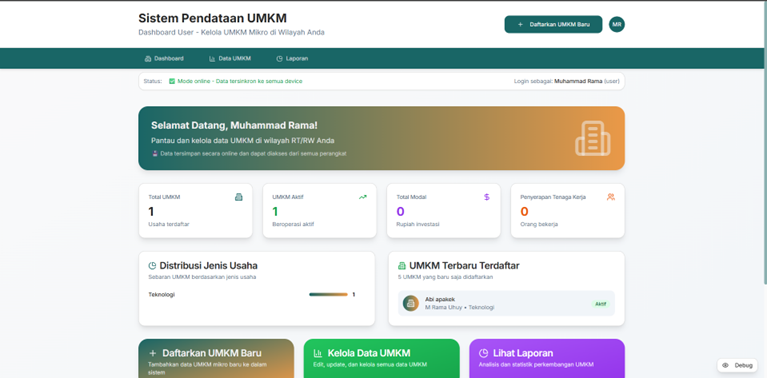 Sistem Pendataan UMKM
Dashboard User - Kelola UMKM Mikro di Wilayah Anda
Daftarkan UMKM Baru
MR
Dashboard
Data UMKM
Laporan
Status: Mode online - Data tersinkron ke semua device
Login sebagai: Muhammad Rama (user)
Selamat Datang, Muhammad Rama!
Pantau dan kelola data UMKM di wilayah RT/RW Anda
Data tersimpan secara online dan dapat diakses dari semua perangkat
Total UMKM
1
Usaha terdaftar
UMKM Aktif
1
Beroperasi aktif
Total Modal
0
Rupiah investasi
Penyerapan Tenaga Kerja
0
Orang bekerja
Distribusi Jenis Usaha
Sebaran UMKM berdasarkan jenis usaha
Teknologi 1
UMKM Terbaru Terdaftar
5 UMKM yang baru saja didaftarkan
Abi apakek
M Rama Uhuy • Teknologi
Aktif
Daftarkan UMKM Baru
Tambahkan data UMKM mikro baru ke dalam
sistem
Kelola Data UMKM
Edit, update, dan kelola semua data UMKM
Lihat Laporan
Analisis dan statistik perkembangan UMKM
Debug